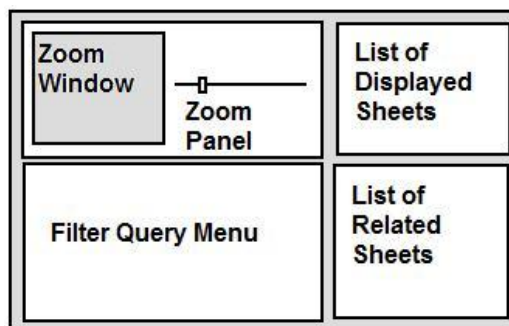 Zoom
Window
Zoom
Panel
List of
Displayed
Sheets
Filter Query Menu
List of
Related
Sheets